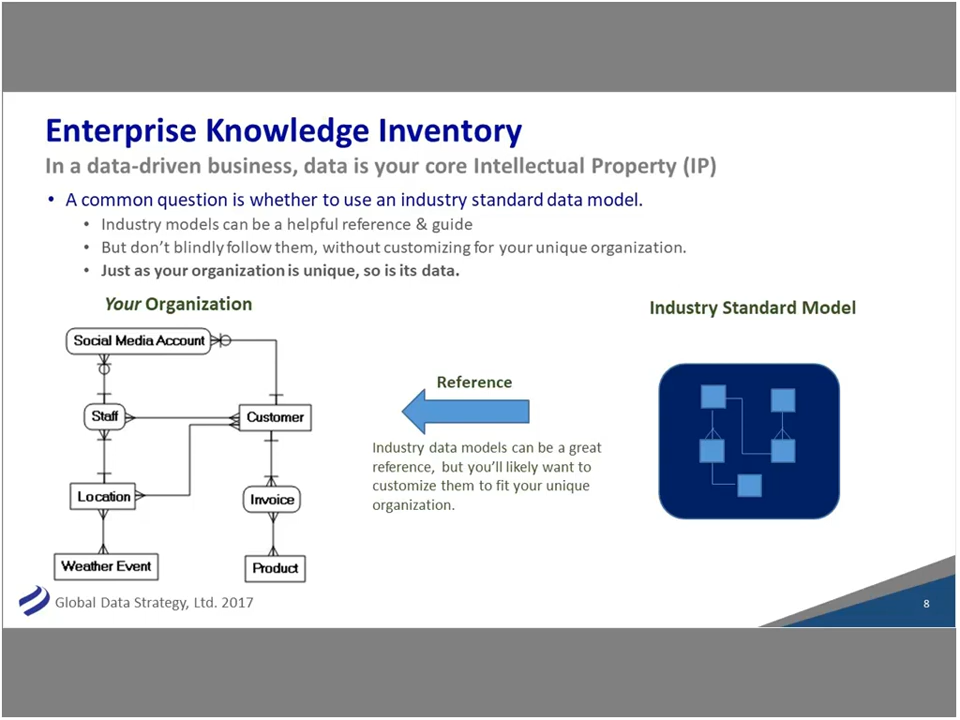 Enterprise Knowledge Inventory
In a data-driven business, data is your core Intellectual Property (IP)
• A common question is whether to use an industry standard data model.
• Industry models can be a helpful reference & guide
• But don't blindly follow them, without customizing for your unique organization.
• Just as your organization is unique, so is its data.
Your Organization
Industry Standard Model
Social Media Account
Staff
Customer
Location
Invoice
Weather Event
Product
Reference
Industry data models can be a great
reference, but you'll likely want to
customize them to fit your unique
organization.
Global Data Strategy, Ltd. 2017
8